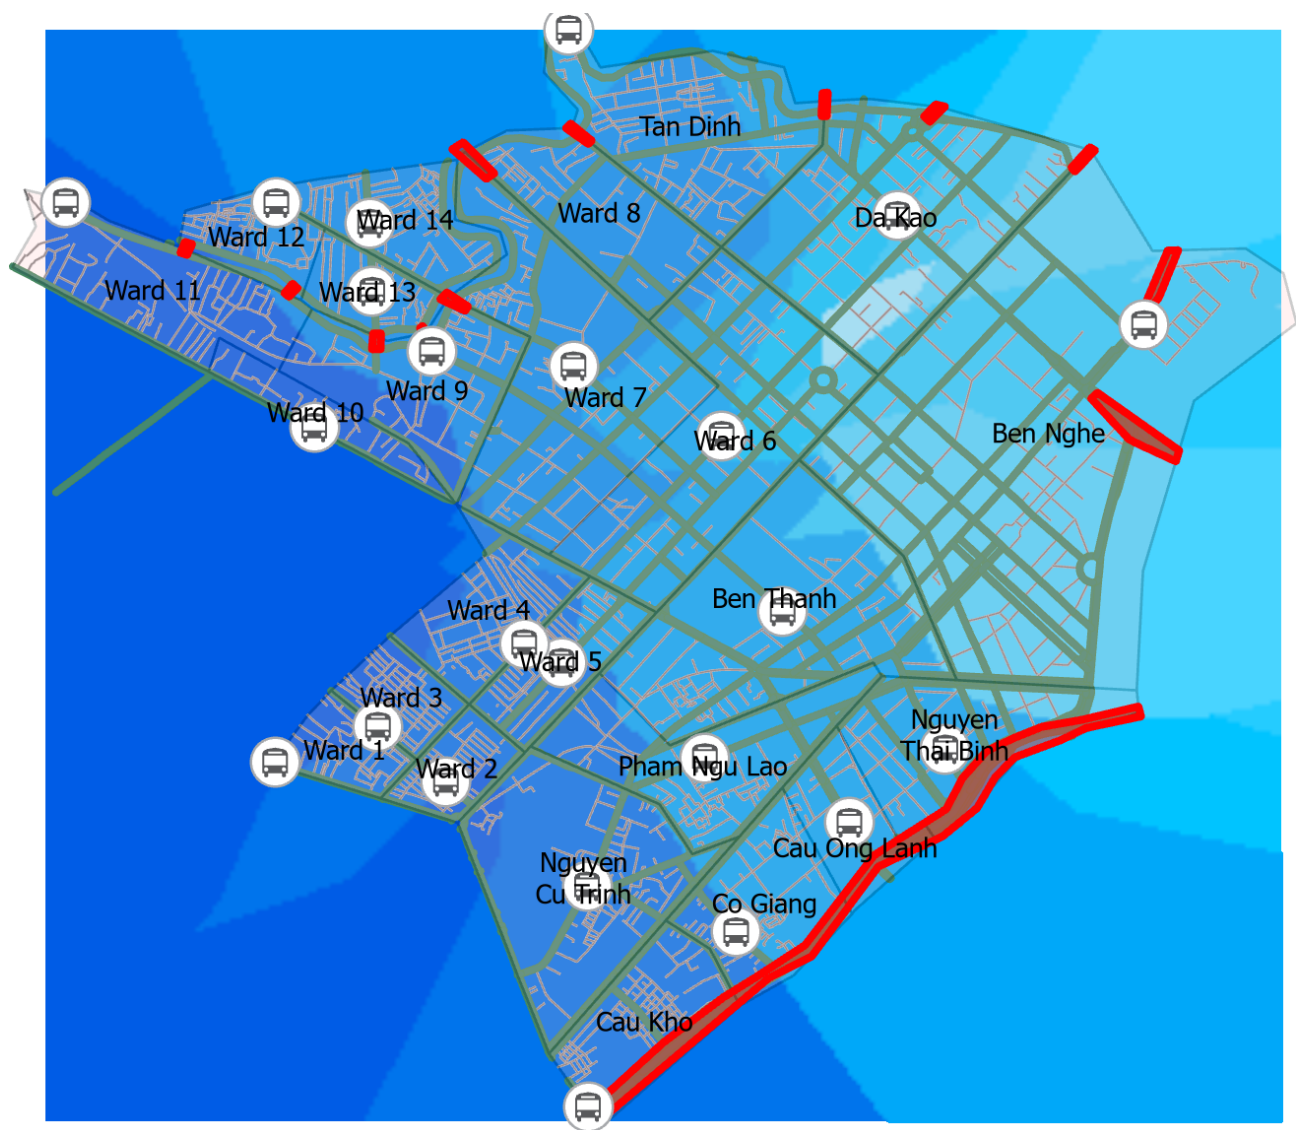 Tan Dinh
Ward 8
Ward 14
Da Kao
Ward 12
Ward 11
Ward 13
Ward 9
Ward 7
Ward 10
Ward 6
Ben Nghe
Ben Thanh
Ward 4
Ward 5
Ward 3
Ward 1
Ward 2
Nguyen
Thai Binh
Pham Ngu Lao
Cau Ong Lanh
Nguyen
Cu Trinh
Co Giang
Cau Kho